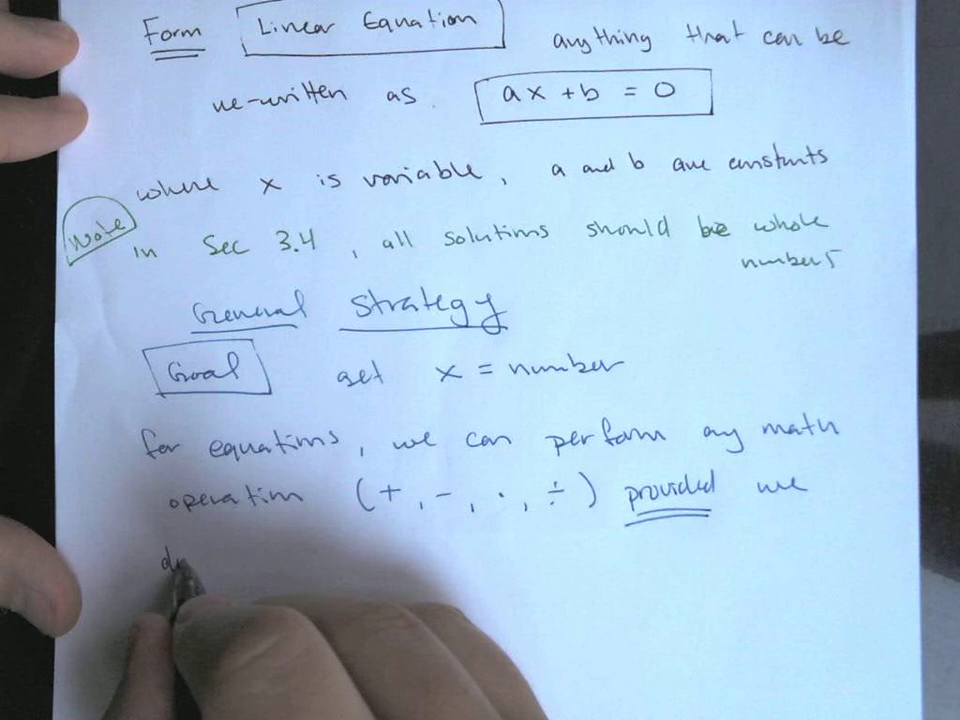 Form Linear Equation anything that can be
re-written as ax + b = 0
where x is variable, a and b are constants
Note in Sec 3.4, all solutions should be whole
numbers
General Strategy
Goal get x = number
for equations, we can perform any math
operation (+, -, ·, ÷) provided we